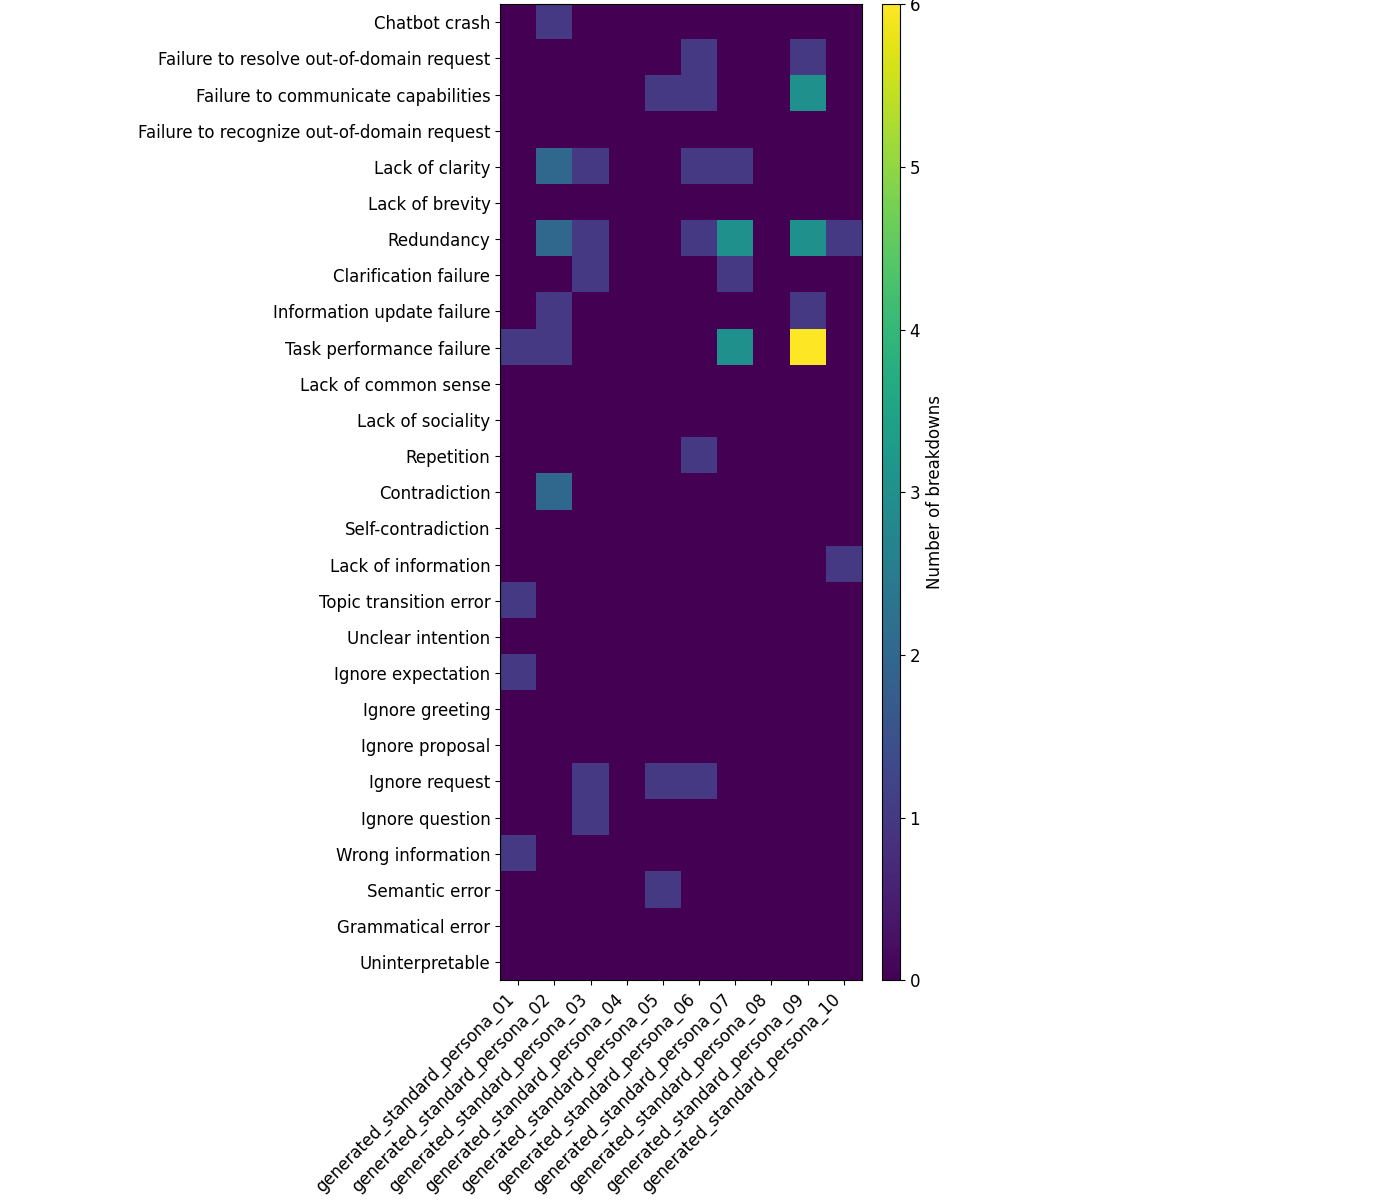 Chatbot crash
Failure to resolve out-of-domain request
Failure to communicate capabilities
Failure to recognize out-of-domain request
Lack of clarity
Lack of brevity
Redundancy
Clarification failure
Information update failure
Task performance failure
Lack of common sense
Lack of sociality
Repetition
Contradiction
Self-contradiction
Lack of information
Topic transition error
Unclear intention
Ignore expectation
Ignore greeting
Ignore proposal
Ignore request
Ignore question
Wrong information
Semantic error
Grammatical error
Uninterpretable
generated_standard_persona_01
generated_standard_persona_02
generated_standard_persona_03
generated_standard_persona_04
generated_standard_persona_05
generated_standard_persona_06
generated_standard_persona_07
generated_standard_persona_08
generated_standard_persona_09
generated_standard_persona_10
6
5
4
3
2
1
0
Number of breakdowns